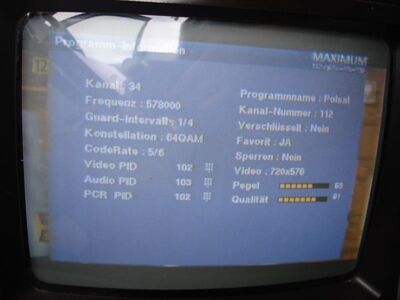 Programm-Information
MAXIMUM
12
Kanal : 34
Frequenz : 578000
Guard-Intervall : 1/4
Konstellation : 64QAM
CodeRate : 5/6
Video PID 102
Audio PID 103
PCR PID 102
Programmname : Polsat
Kanal-Nummer : 112
Verschlüsselt : Nein
Favorit : JA
Sperren : Nein
Video : 720x576
Pegel
Qualität